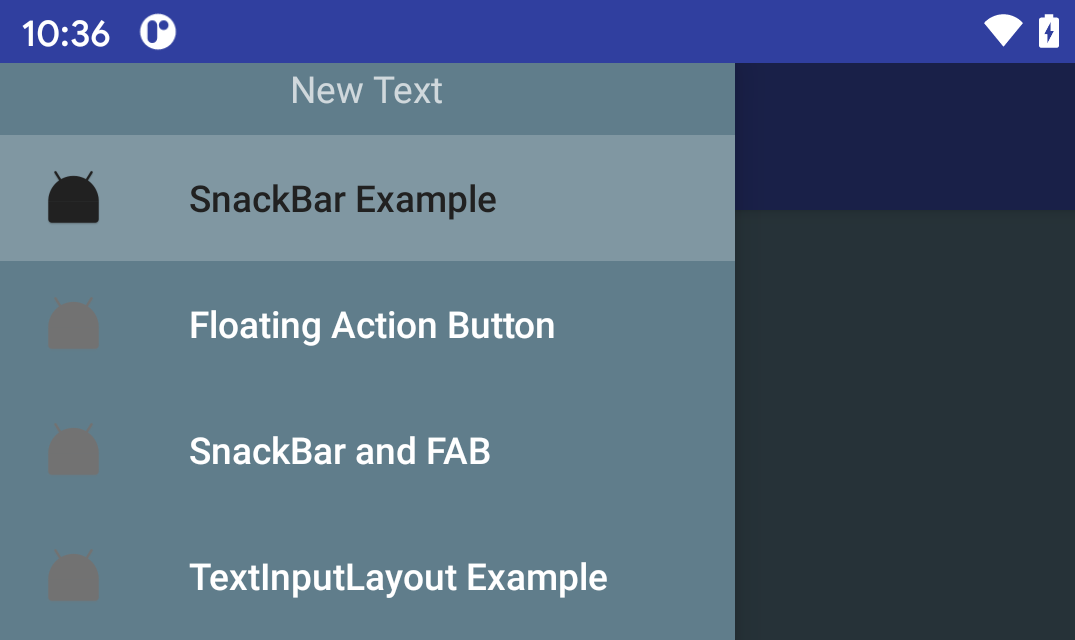 10:36
New Text
SnackBar Example
Floating Action Button
SnackBar and FAB
TextInputLayout Example